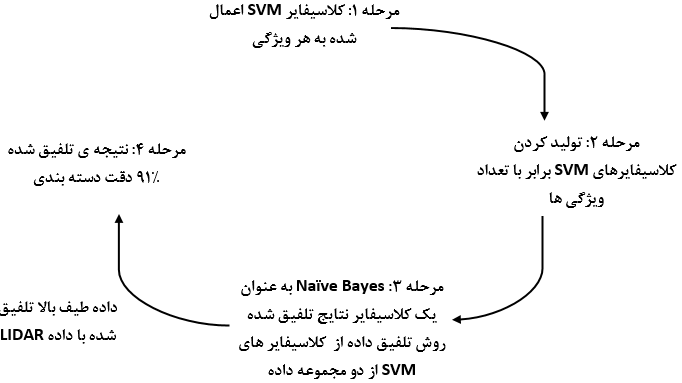 مرحله ۱: کلاسیفایر SVM اعمال
شده به هر ویژگی
مرحله ۲: تولید کردن
کلاسیفایرهای SVM برابر با تعداد
ویژگی ها
مرحله ۳: Naïve Bayes به عنوان
یک کلاسیفایر نتایج تلفیق شده
روش تلفیق داده از کلاسیفایر های
SVM از دو مجموعه داده
داده طیف بالا تلفیق
شده با داده LIDAR
مرحله ۴: نتیجه ی تلفیق شده
۹۱٪ دقت دسته بندی